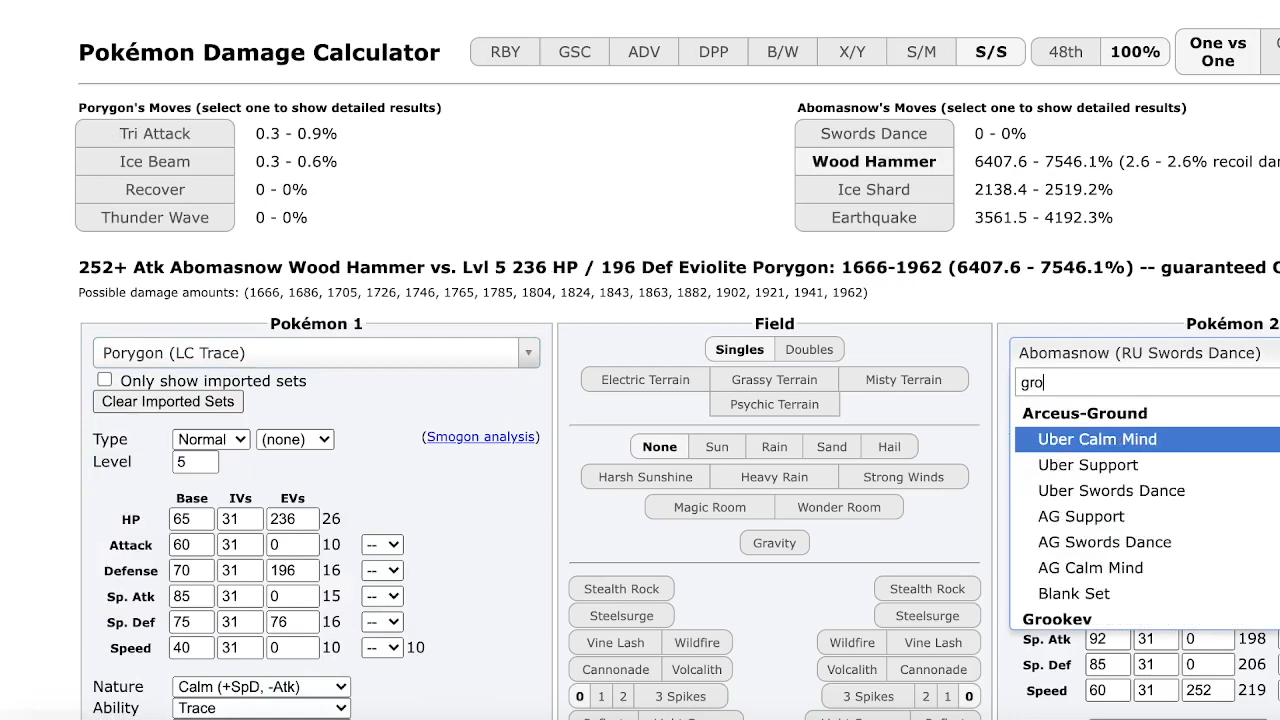 Pokémon Damage Calculator
RBY GSC ADV DPP B/W X/Y S/M S/S 48th 100% One vs One
Porygon's Moves (select one to show detailed results)
Tri Attack 0.3 - 0.9%
Ice Beam 0.3 - 0.6%
Recover 0 - 0%
Thunder Wave 0 - 0%
Abomasnow's Moves (select one to show detailed results)
Swords Dance 0 - 0%
Wood Hammer 6407.6 - 7546.1% (2.6 - 2.6% recoil
Ice Shard 2138.4 - 2519.2%
Earthquake 3561.5 - 4192.3%
252+ Atk Abomasnow Wood Hammer vs. Lvl 5 236 HP / 196 Def Eviolite Porygon: 1666-1962 (6407.6 - 7546.1%) -- guaranteed
Possible damage amounts: (1666, 1686, 1705, 1726, 1746, 1765, 1785, 1804, 1824, 1843, 1863, 1882, 1902, 1921, 1941, 1962)
Pokémon 1
Porygon (LC Trace)
Only show imported sets
Clear Imported Sets
Type Normal (none) (Smogon analysis)
Level 5
Base IVs EVs
HP 65 31 236 26
Attack 60 31 0 10 --
Defense 70 31 196 16 --
Sp. Atk 85 31 0 15 --
Sp. Def 75 31 76 16 --
Speed 40 31 0 10 -- 10
Nature Calm (+SpD, -Atk)
Ability Trace
Field
Singles Doubles
Electric Terrain Grassy Terrain Misty Terrain
Psychic Terrain
None Sun Rain Sand Hail
Harsh Sunshine Heavy Rain Strong Winds
Magic Room Wonder Room
Gravity
Stealth Rock Stealth Rock
Steelsurge Steelsurge
Vine Lash Wildfire Wildfire Vine Lash
Cannonade Volcalith Volcalith Cannonade
0 1 2 3 Spikes 3 Spikes 2 1 0
Pokémon 2
Abomasnow (RU Swords Dance)
gro
Arceus-Ground
Uber Calm Mind
Uber Support
Uber Swords Dance
AG Support
AG Swords Dance
AG Calm Mind
Blank Set
Grookey
Sp. Atk 92 31 0 198
Sp. Def 85 31 0 206
Speed 60 31 252 219